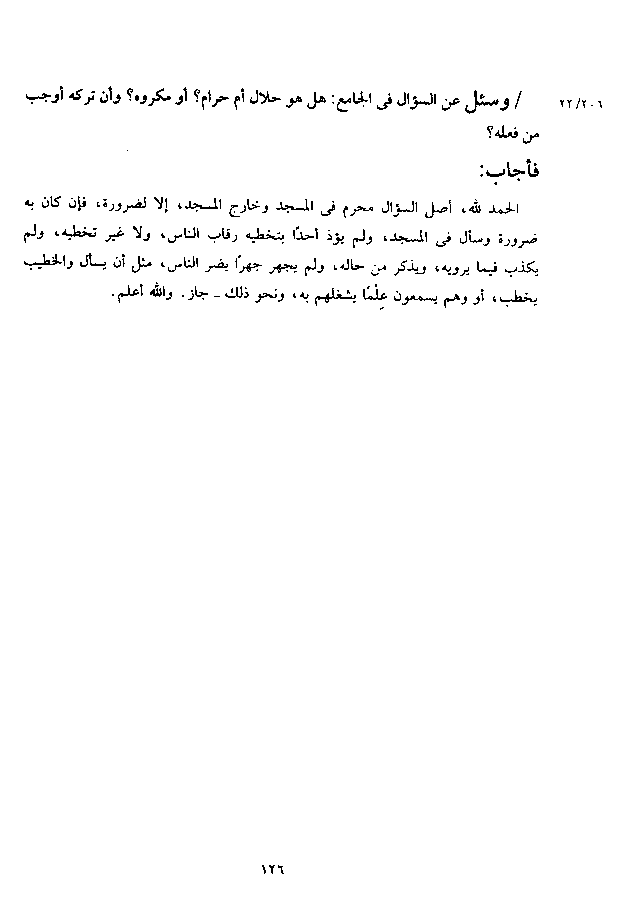 ٢٢/٢٠٦ / وسئل عن السؤال فى الجامع: هل هو حلال أم حرام؟ أو مكروه؟ وأن تركه أوجب
من فعله؟
فأجاب:
الحمد لله، أصل السؤال محرم فى المسجد وخارج المسجد، إلا لضرورة، فإن كان به
ضرورة وسأل فى المسجد، ولم يؤذ أحدًا بتخطيه رقاب الناس، ولا غير تخطيه، ولم
يكذب فيما يرويه، ويذكر من حاله، ولم يجهر جهرًا يضر الناس، مثل أن يسأل والخطيب
يخطب، أو وهم يسمعون علْمًا يشغلهم به، ونحو ذلك ـ جاز. والله أعلم.
١٢٦